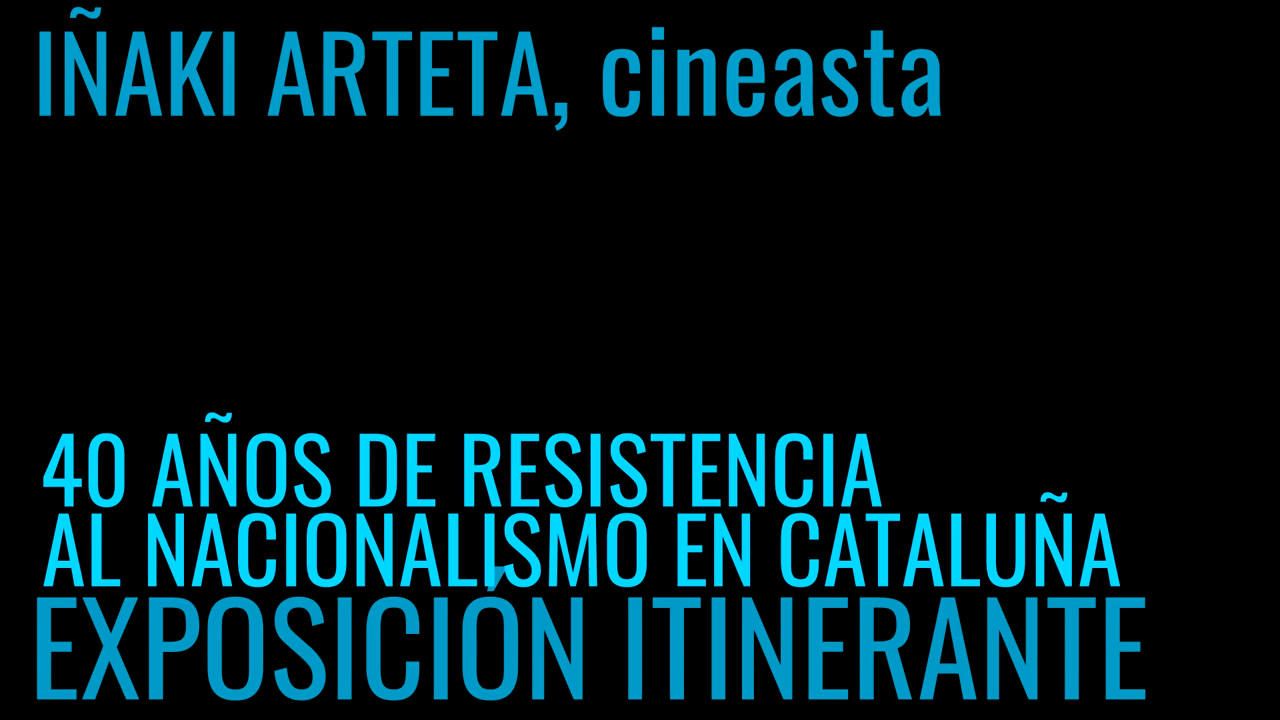 IÑAKI ARTETA, cineasta
40 AÑOS DE RESISTENCIA
AL NACIONALISMO EN CATALUÑA
EXPOSICIÓN ITINERANTE